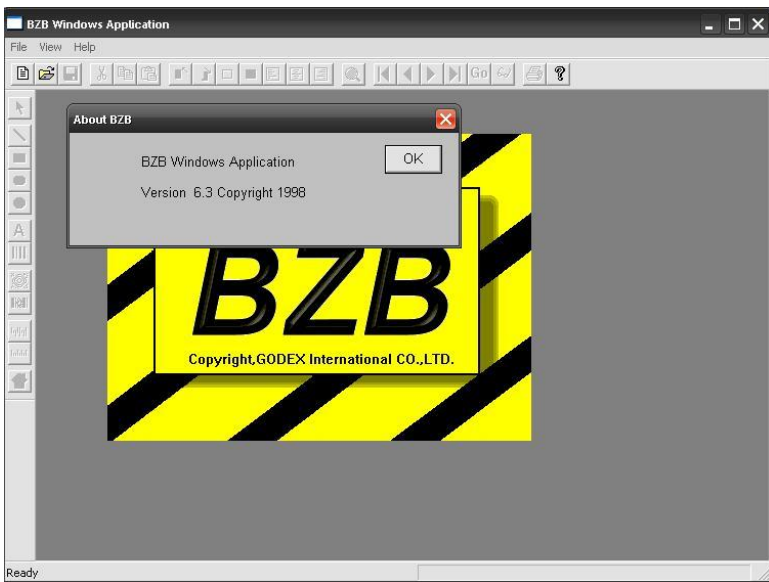 BZB Windows Application
File View Help
Go
About BZB
BZB Windows Application
OK
Version 6.3 Copyright 1998
A
BZB
Copyright,GODEX International CO.,LTD.
Ready